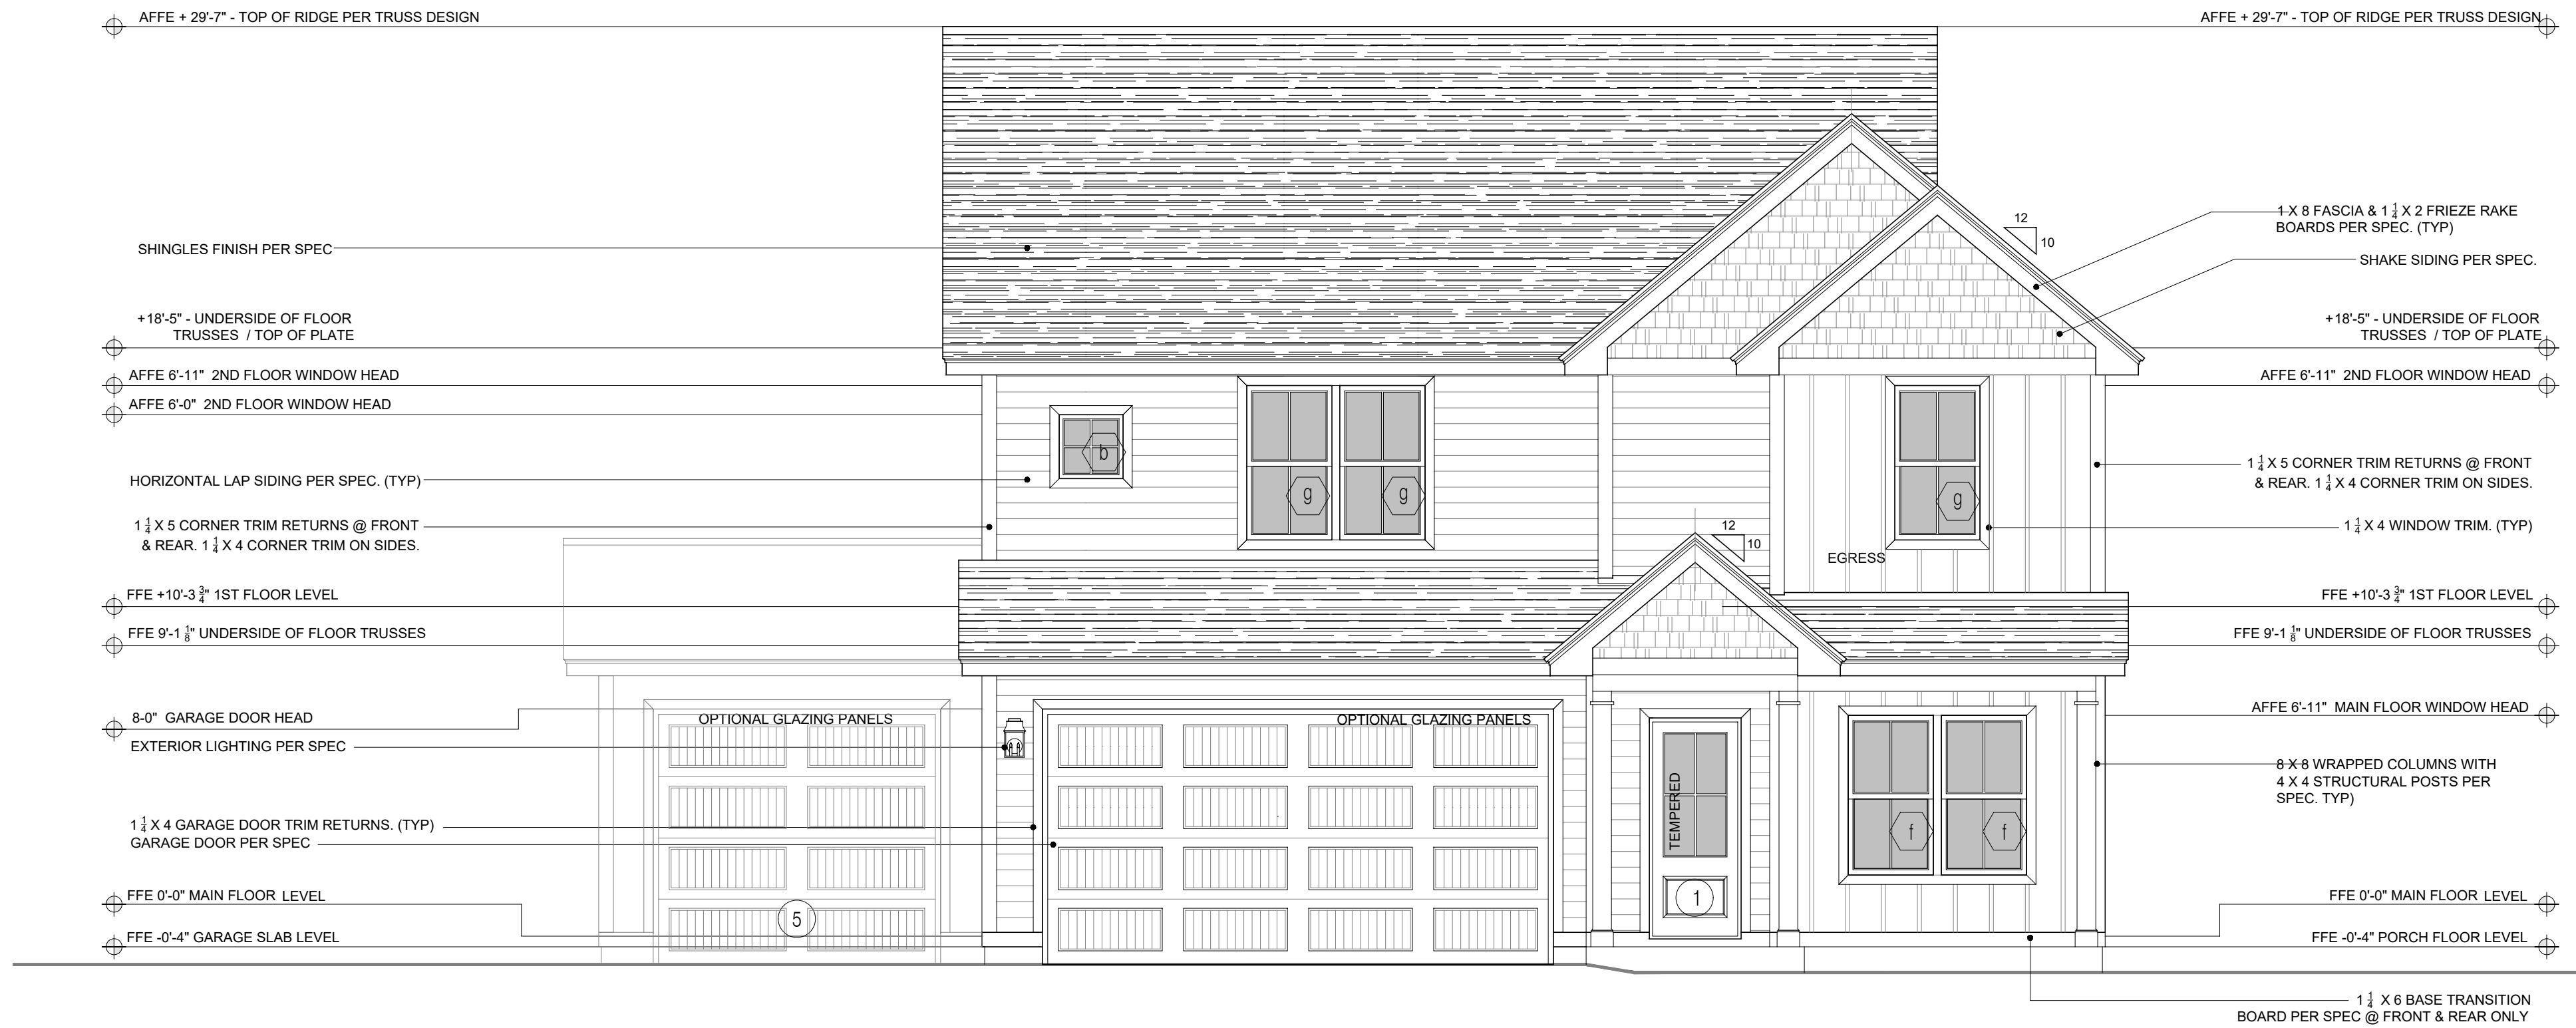 AFFE + 29'-7" - TOP OF RIDGE PER TRUSS DESIGN
AFFE + 29'-7" - TOP OF RIDGE PER TRUSS DESIGN
12
10
1 X 8 FASCIA & 1 1/4 X 2 FRIEZE RAKE
BOARDS PER SPEC. (TYP)
SHINGLES FINISH PER SPEC
SHAKE SIDING PER SPEC.
+18'-5" - UNDERSIDE OF FLOOR
TRUSSES / TOP OF PLATE
+18'-5" - UNDERSIDE OF FLOOR
TRUSSES / TOP OF PLATE
AFFE 6'-11" 2ND FLOOR WINDOW HEAD
AFFE 6'-11" 2ND FLOOR WINDOW HEAD
AFFE 6'-0" 2ND FLOOR WINDOW HEAD
b
HORIZONTAL LAP SIDING PER SPEC. (TYP)
g
g
g
1 1/4 X 5 CORNER TRIM RETURNS @ FRONT
& REAR. 1 1/4 X 4 CORNER TRIM ON SIDES.
1 1/4 X 5 CORNER TRIM RETURNS @ FRONT
& REAR. 1 1/4 X 4 CORNER TRIM ON SIDES.
12
10
1 1/4 X 4 WINDOW TRIM. (TYP)
EGRESS
FFE +10'-3 3/4" 1ST FLOOR LEVEL
FFE +10'-3 3/4" 1ST FLOOR LEVEL
FFE 9'-1 1/8" UNDERSIDE OF FLOOR TRUSSES
FFE 9'-1 1/8" UNDERSIDE OF FLOOR TRUSSES
8-0" GARAGE DOOR HEAD
OPTIONAL GLAZING PANELS
OPTIONAL GLAZING PANELS
AFFE 6'-11" MAIN FLOOR WINDOW HEAD
EXTERIOR LIGHTING PER SPEC
TEMPERED
8 X 8 WRAPPED COLUMNS WITH
4 X 4 STRUCTURAL POSTS PER
SPEC. TYP)
1 1/4 X 4 GARAGE DOOR TRIM RETURNS. (TYP)
GARAGE DOOR PER SPEC
f
f
FFE 0'-0" MAIN FLOOR LEVEL
5
1
FFE 0'-0" MAIN FLOOR LEVEL
FFE -0'-4" GARAGE SLAB LEVEL
FFE -0'-4" PORCH FLOOR LEVEL
1 1/4 X 6 BASE TRANSITION
BOARD PER SPEC @ FRONT & REAR ONLY